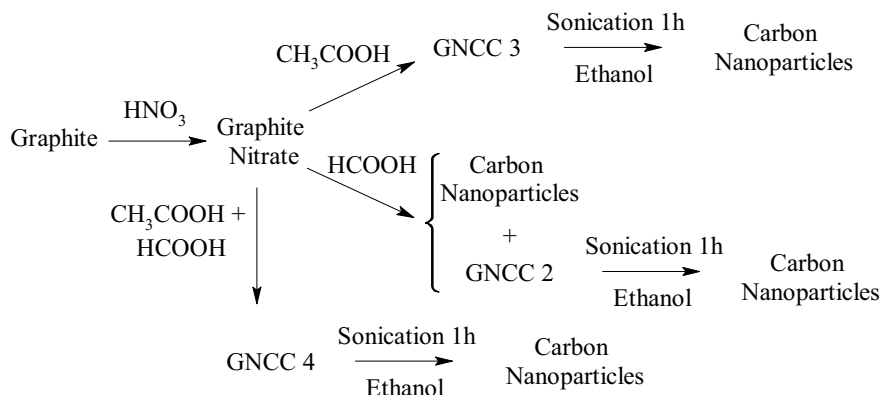 Graphite
HNO3
Graphite
Nitrate
CH3COOH
GNCC 3
Sonication 1h
Ethanol
Carbon
Nanoparticles
HCOOH
Carbon
Nanoparticles
+
GNCC 2
Sonication 1h
Ethanol
Carbon
Nanoparticles
CH3COOH +
HCOOH
GNCC 4
Sonication 1h
Ethanol
Carbon
Nanoparticles